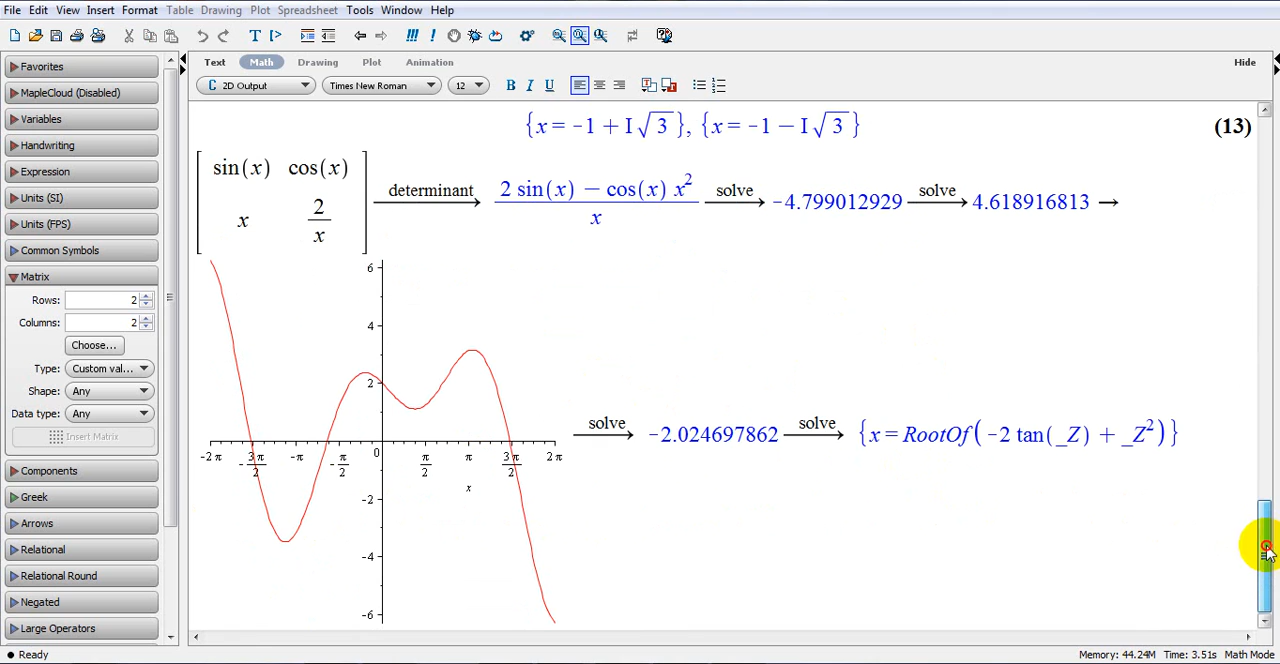 File Edit View Insert Format Table Drawing Plot Spreadsheet Tools Window Help
Text Math Drawing Plot Animation Hide
C 2D Output Times New Roman 12 B I U
Favorites
MapleCloud (Disabled)
Variables
Handwriting
Expression
Units (SI)
Units (FPS)
Common Symbols
Matrix
Rows: 2
Columns: 2
Choose...
Type: Custom val...
Shape: Any
Data type: Any
Insert Matrix
Components
Greek
Arrows
Relational
Relational Round
Negated
Large Operators
{x = -1 + I√3}, {x = -1 − I√3} (13)
[sin(x) cos(x)
x 2/x] determinant → (2 sin(x) − cos(x) x²)/x solve → -4.799012929 solve → 4.618916813 →
6
4
2
-2π -3π/2 -π -π/2 0 π/2 π 3π/2 2π
x
-2
-4
-6
solve → -2.024697862 solve → {x = RootOf(-2 tan(_Z) + _Z²)}
Ready Memory: 44.24M Time: 3.51s Math Mode